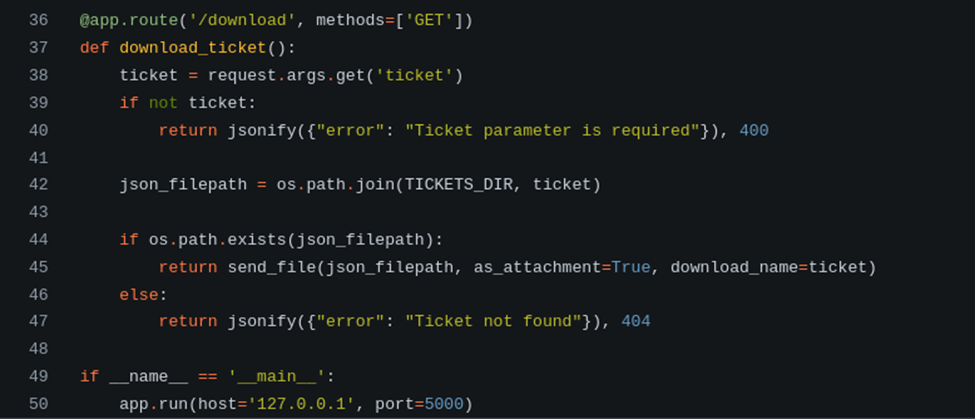 36 @app.route('/download', methods=['GET'])
37 def download_ticket():
38     ticket = request.args.get('ticket')
39     if not ticket:
40         return jsonify({"error": "Ticket parameter is required"}), 400
41
42     json_filepath = os.path.join(TICKETS_DIR, ticket)
43
44     if os.path.exists(json_filepath):
45         return send_file(json_filepath, as_attachment=True, download_name=ticket)
46     else:
47         return jsonify({"error": "Ticket not found"}), 404
48
49 if __name__ == '__main__':
50     app.run(host='127.0.0.1', port=5000)